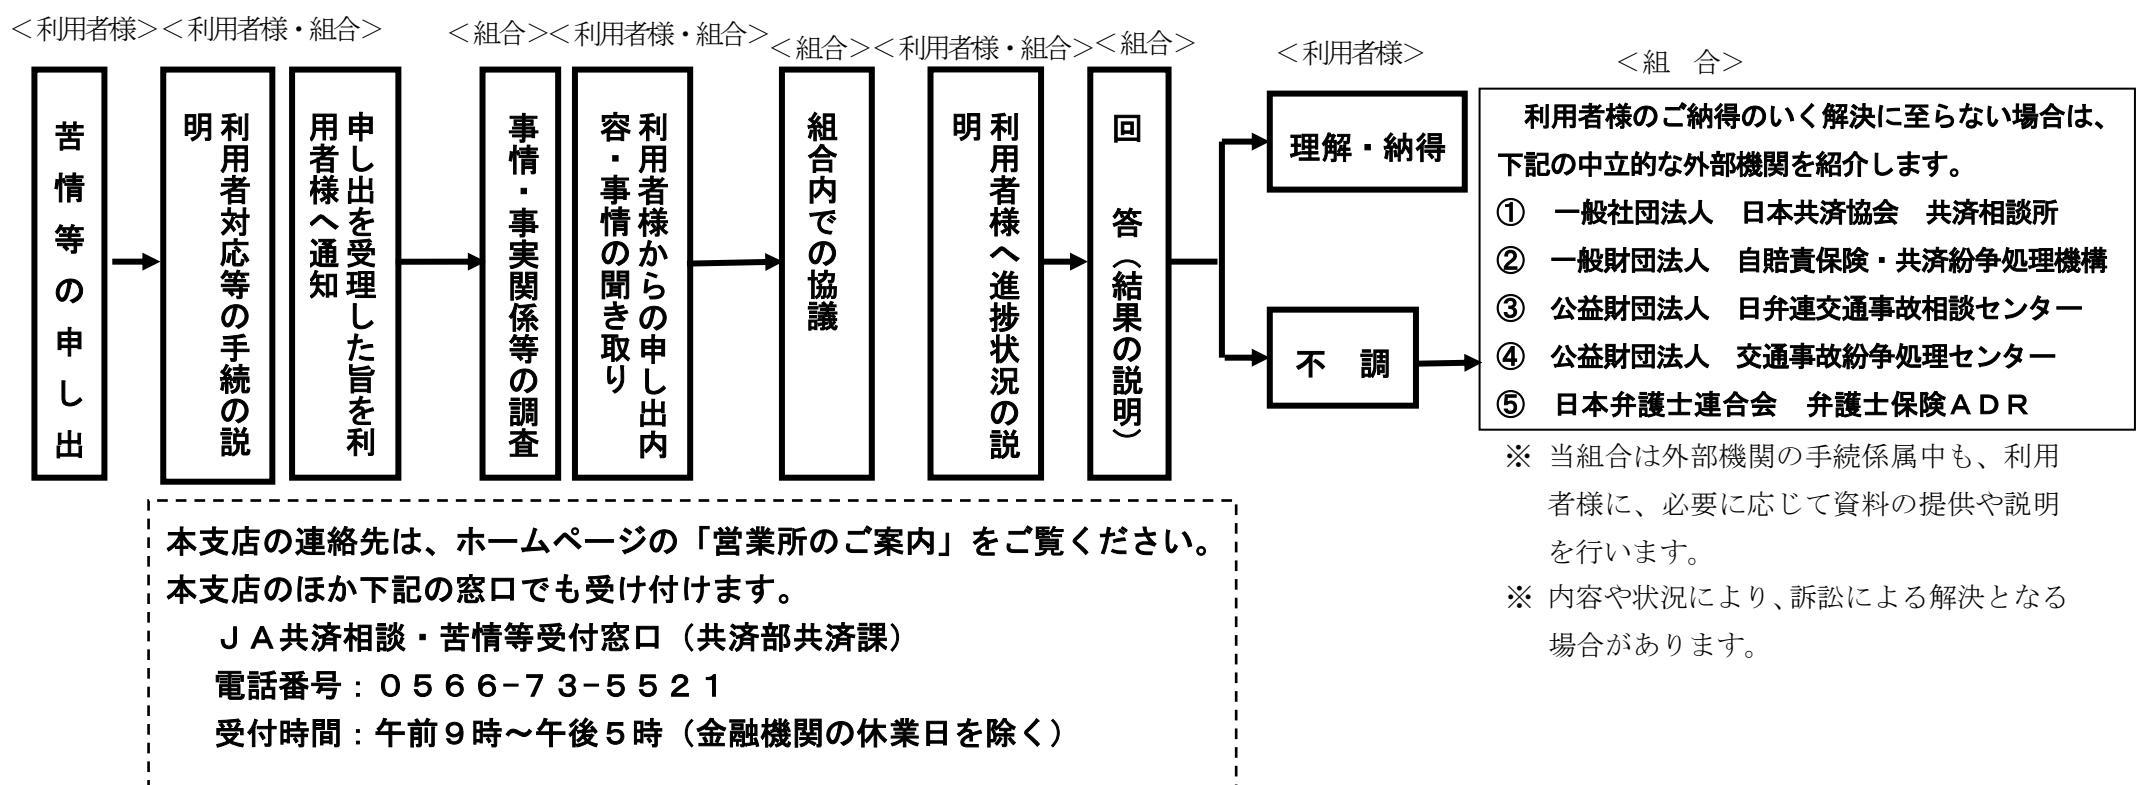 ＜利用者様＞
＜利用者様・組合＞
＜組合＞
＜利用者様・組合＞
＜組合＞
＜利用者様・組合＞
＜組合＞
＜利用者様＞
＜組　合＞
苦情等の申し出
利用者対応等の手続の説
明
申し出を受理した旨を利
用者様へ通知
事情・事実関係等の調査
利用者様からの申し出内
容・事情の聞き取り
組合内での協議
利用者様へ進捗状況の説
明
回　答（結果の説明）
理解・納得
不　調
利用者様のご納得のいく解決に至らない場合は、
下記の中立的な外部機関を紹介します。
①　一般社団法人　日本共済協会　共済相談所
②　一般財団法人　自賠責保険・共済紛争処理機構
③　公益財団法人　日弁連交通事故相談センター
④　公益財団法人　交通事故紛争処理センター
⑤　日本弁護士連合会　弁護士保険ＡＤＲ
※ 当組合は外部機関の手続係属中も、利用
者様に、必要に応じて資料の提供や説明
を行います。
※ 内容や状況により、訴訟による解決となる
場合があります。
本支店の連絡先は、ホームページの「営業所のご案内」をご覧ください。
本支店のほか下記の窓口でも受け付けます。
ＪＡ共済相談・苦情等受付窓口（共済部共済課）
電話番号：０５６６-７３-５５２１
受付時間：午前９時～午後５時（金融機関の休業日を除く）